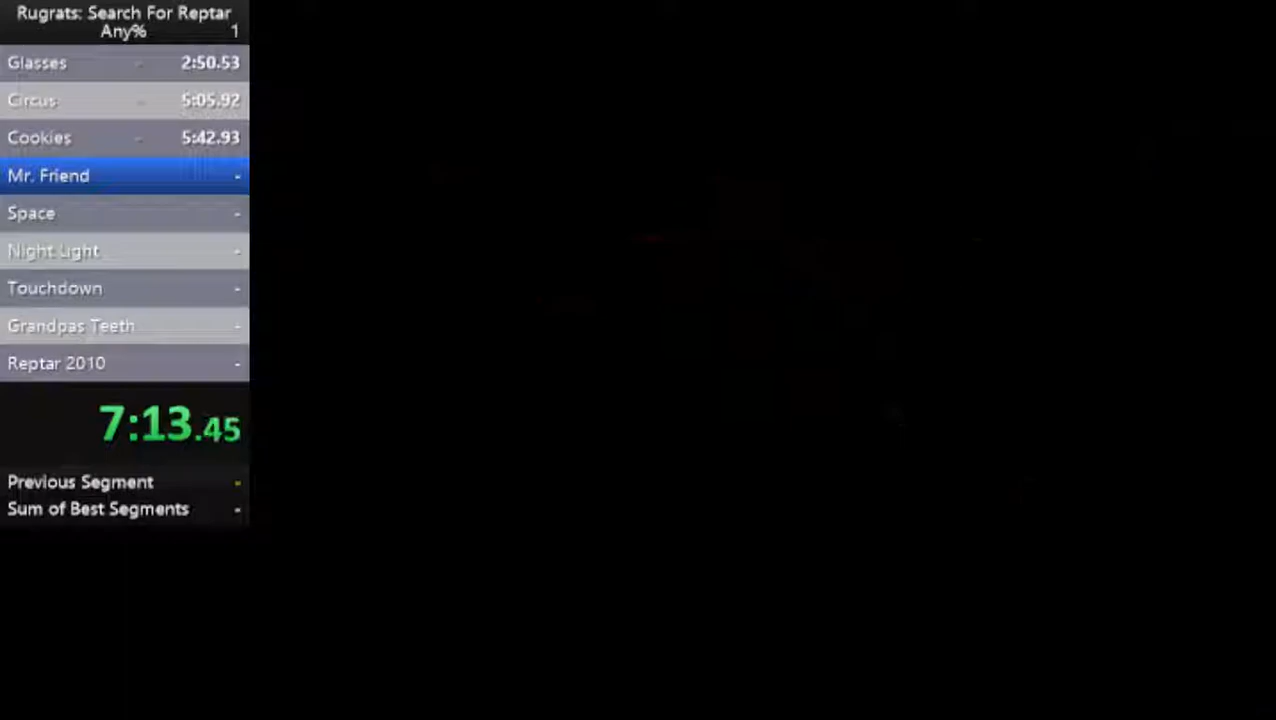 Rugrats: Search For Reptar
Any% 1
Glasses - 2:50.53
Circus - 5:05.92
Cookies - 5:42.93
Mr. Friend -
Space -
Night Light -
Touchdown -
Grandpas Teeth -
Reptar 2010 -
7:13.45
Previous Segment -
Sum of Best Segments -